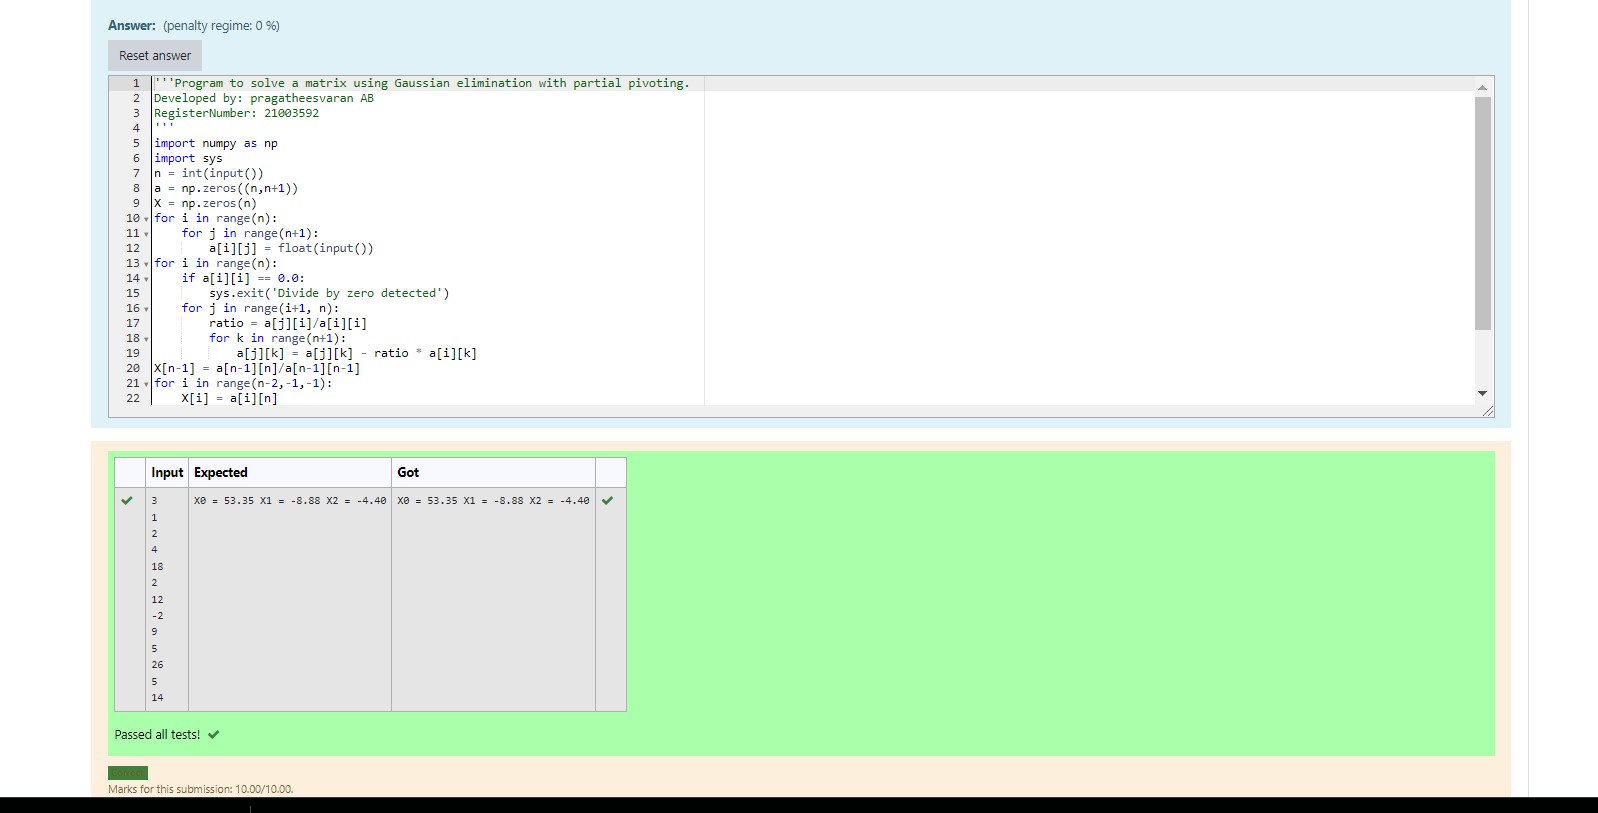 Answer: (penalty regime: 0 %)
Reset answer
1 '''Program to solve a matrix using Gaussian elimination with partial pivoting.
2 Developed by: pragatheesvaran AB
3 RegisterNumber: 21003592
4 '''
5 import numpy as np
6 import sys
7 n = int(input())
8 a = np.zeros((n,n+1))
9 X = np.zeros(n)
10 for i in range(n):
11     for j in range(n+1):
12         a[i][j] = float(input())
13 for i in range(n):
14     if a[i][i] == 0.0:
15         sys.exit('Divide by zero detected')
16     for j in range(i+1, n):
17         ratio = a[j][i]/a[i][i]
18         for k in range(n+1):
19             a[j][k] = a[j][k] - ratio * a[i][k]
20 X[n-1] = a[n-1][n]/a[n-1][n-1]
21 for i in range(n-2,-1,-1):
22     X[i] = a[i][n]
Input Expected Got
3 X0 = 53.35 X1 = -8.88 X2 = -4.40 X0 = 53.35 X1 = -8.88 X2 = -4.40
1
2
4
18
2
12
-2
9
5
26
5
14
Passed all tests!
Marks for this submission: 10.00/10.00.